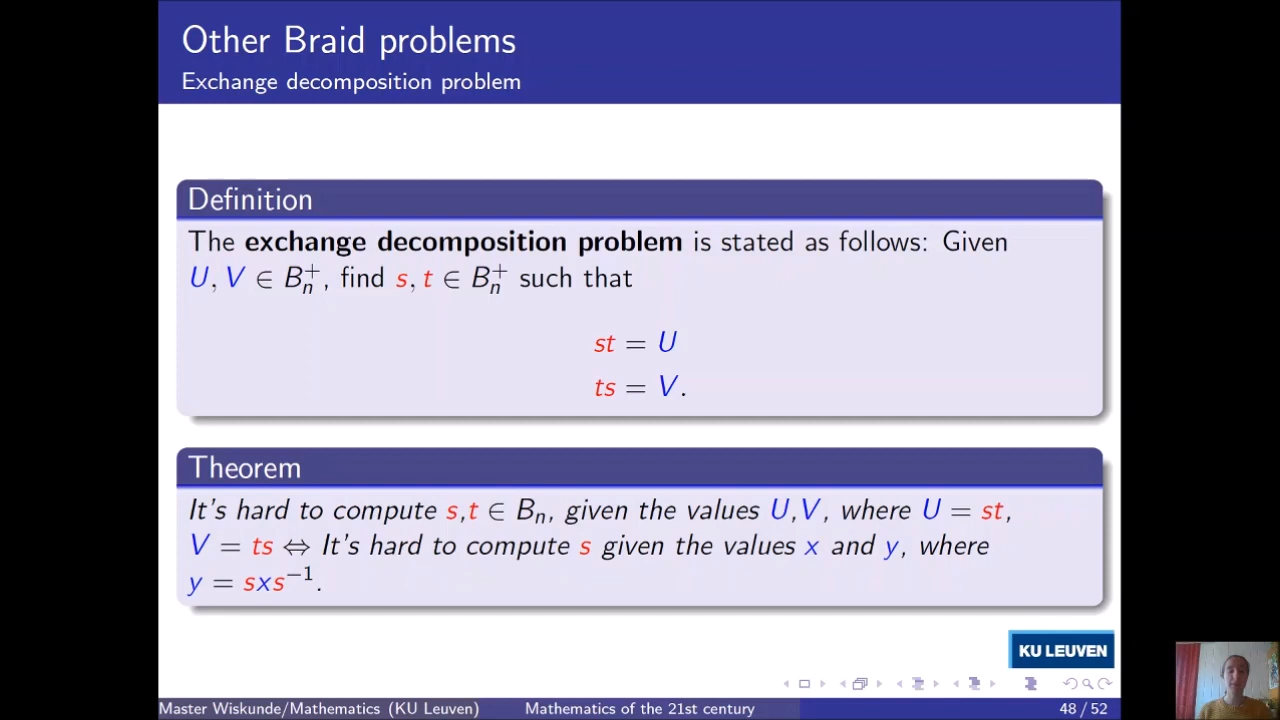 Other Braid problems
Exchange decomposition problem
Definition
The exchange decomposition problem is stated as follows: Given
U, V ∈ B_n^+, find s, t ∈ B_n^+ such that
st = U
ts = V.
Theorem
It's hard to compute s,t ∈ B_n, given the values U,V, where U = st,
V = ts ⇔ It's hard to compute s given the values x and y, where
y = sxs^{-1}.
KU LEUVEN
Master Wiskunde/Mathematics (KU Leuven) Mathematics of the 21st century 48 / 52